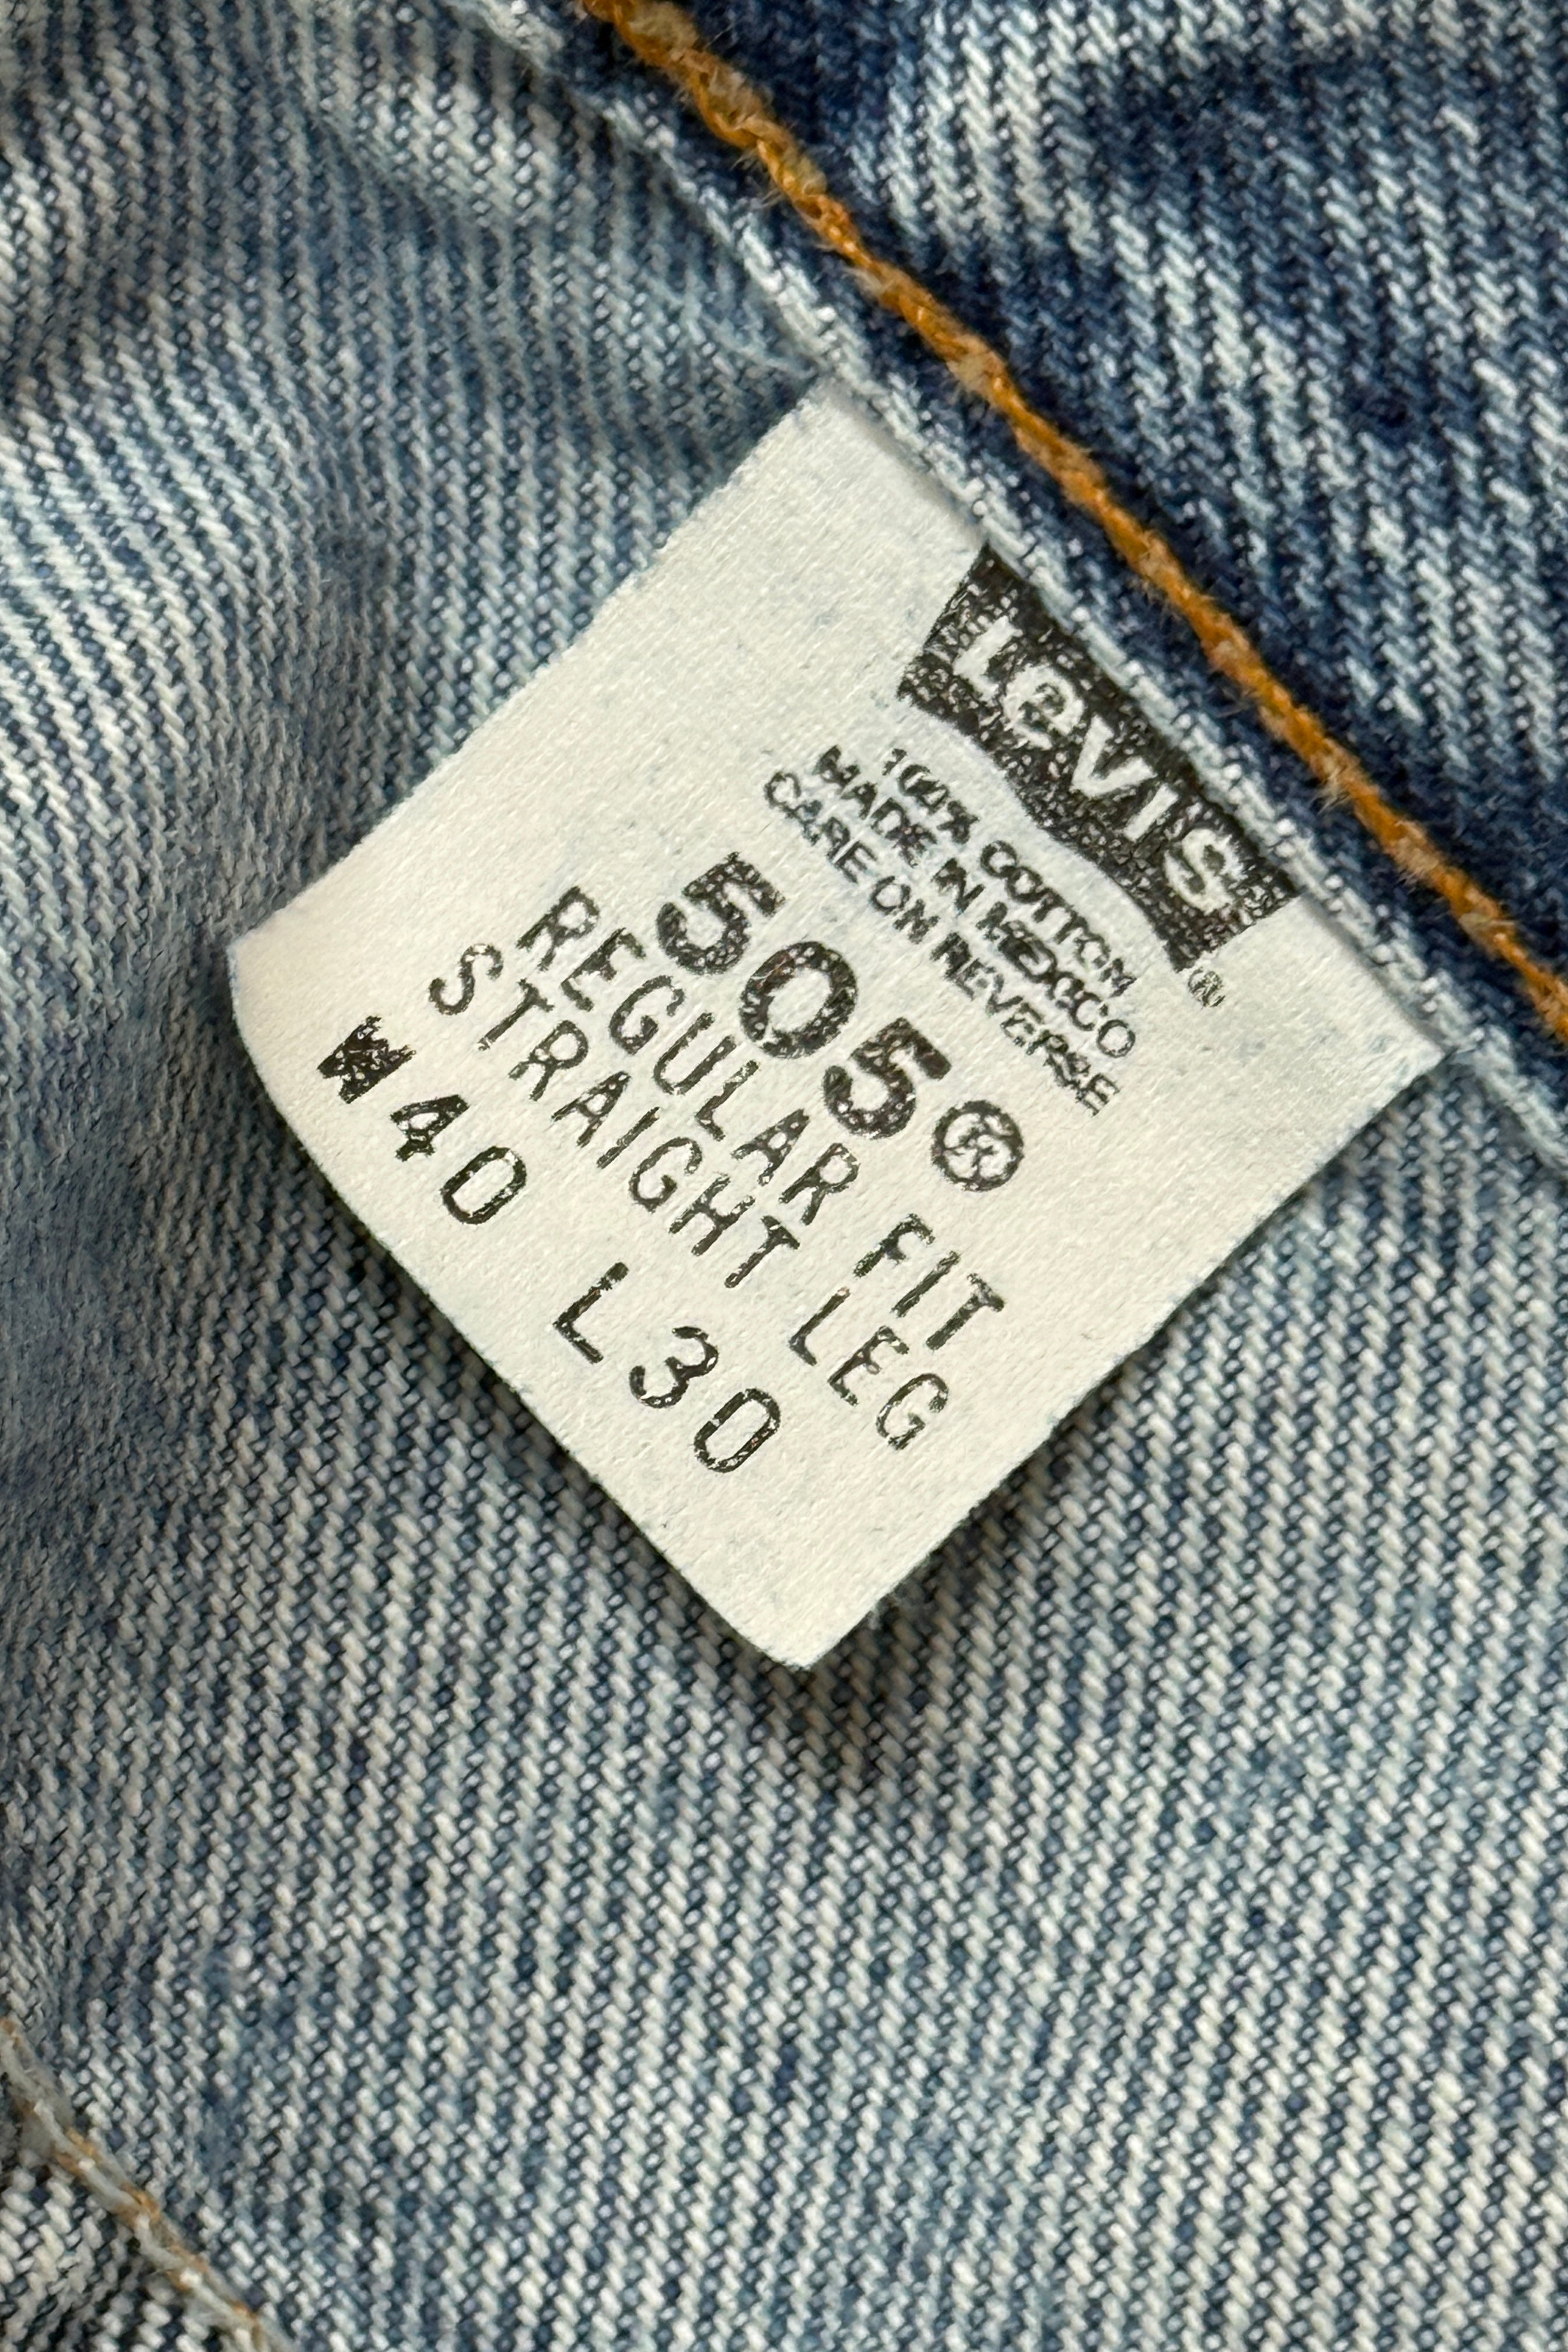 Levi's®
100% COTTON
MADE IN MEXICO
CARE ON REVERSE
505®
REGULAR FIT
STRAIGHT LEG
W40 L30